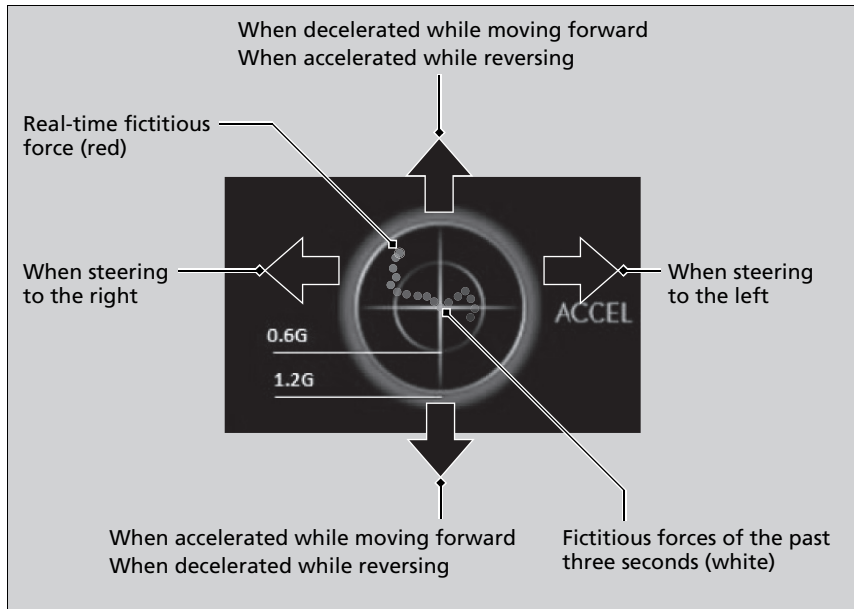 When decelerated while moving forward
When accelerated while reversing
Real-time fictitious
force (red)
When steering
to the right
When steering
to the left
ACCEL
0.6G
1.2G
When accelerated while moving forward
When decelerated while reversing
Fictitious forces of the past
three seconds (white)